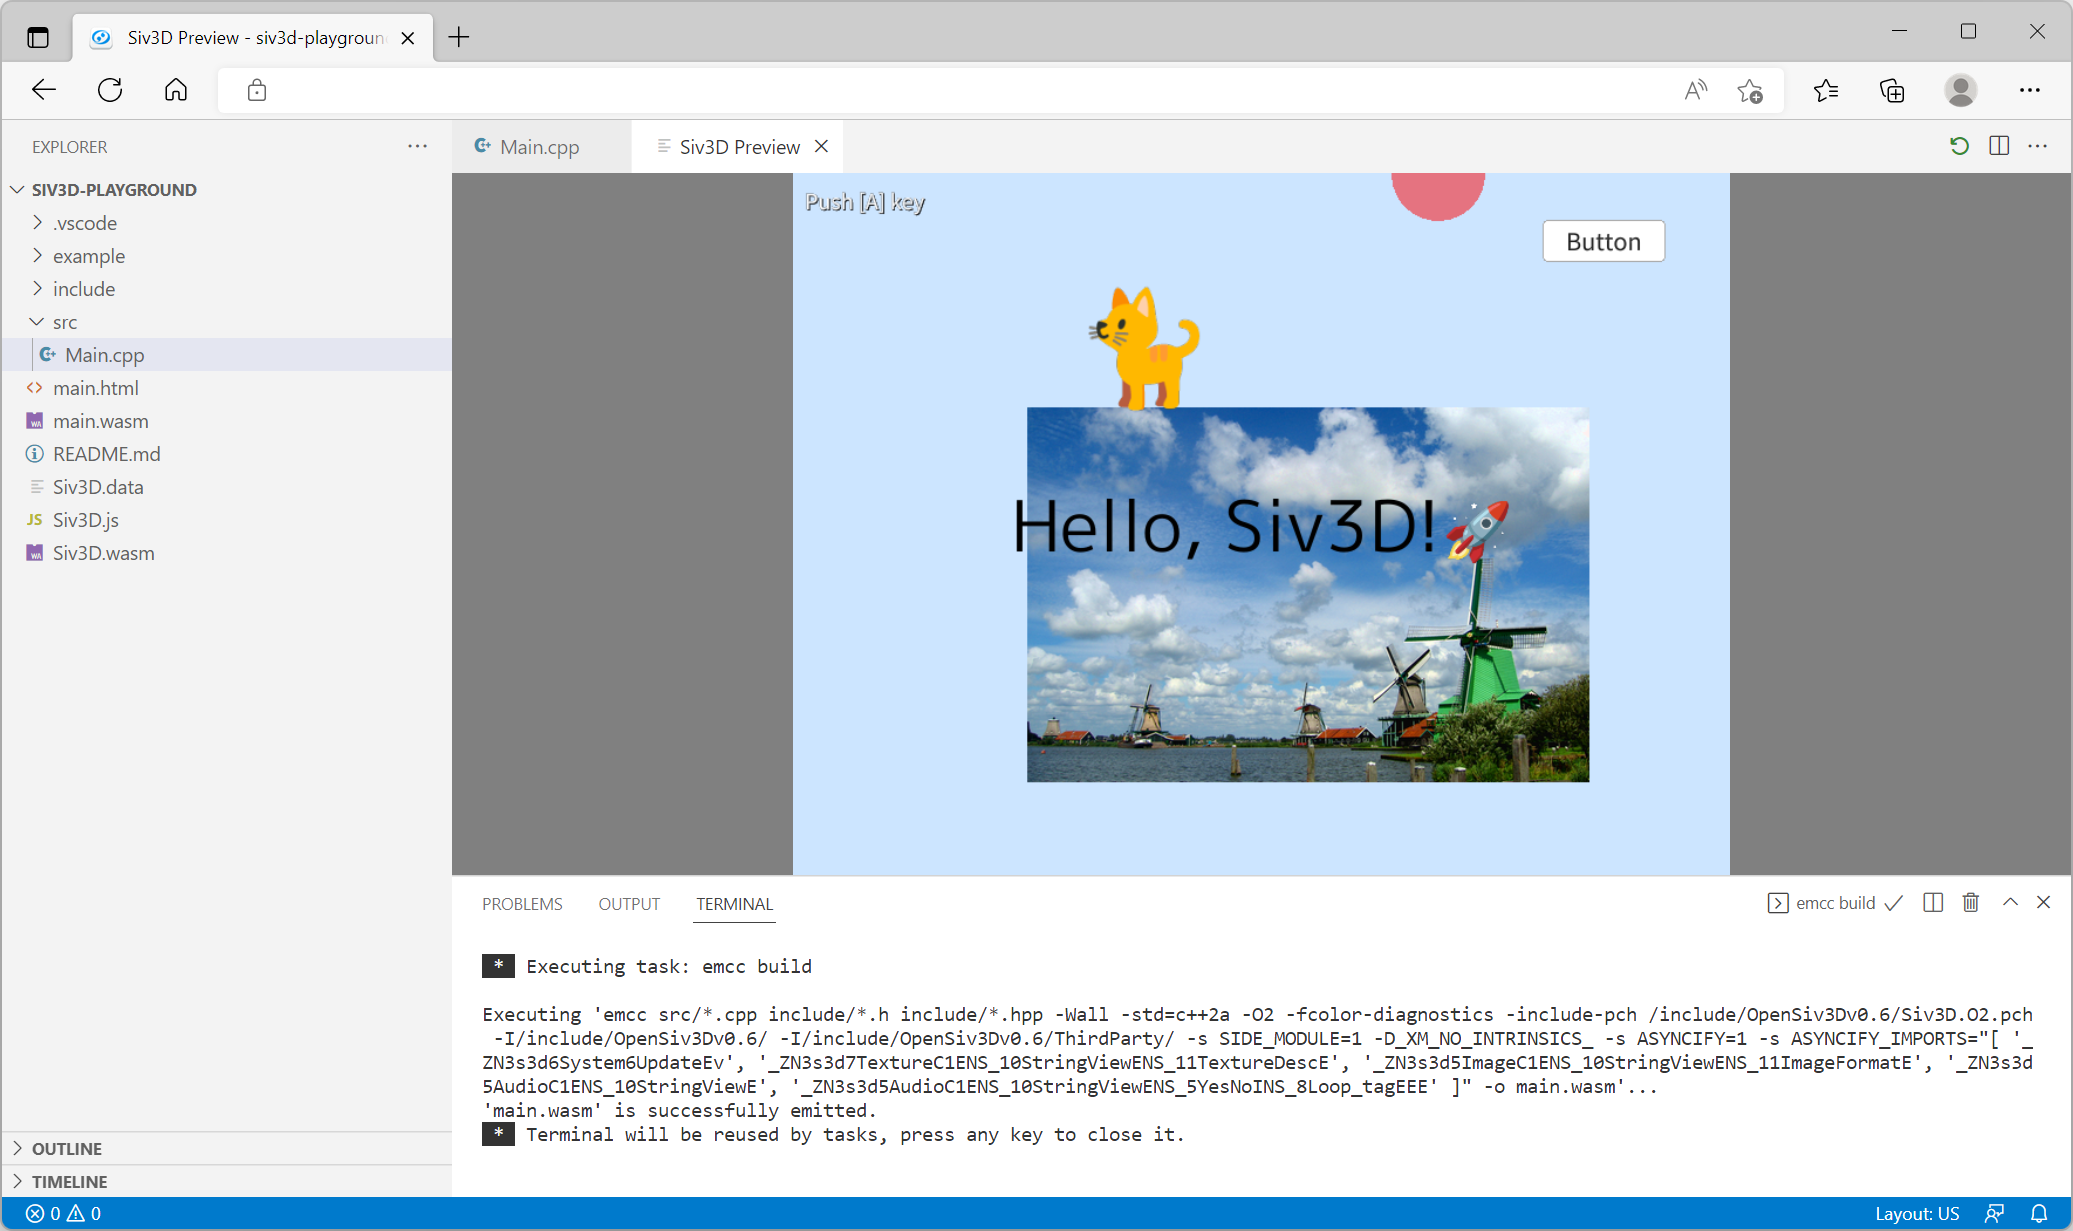 Siv3D Preview - siv3d-playgroun
EXPLORER
Main.cpp
Siv3D Preview
SIV3D-PLAYGROUND
.vscode
example
include
src
Main.cpp
main.html
main.wasm
README.md
Siv3D.data
JS Siv3D.js
Siv3D.wasm
OUTLINE
TIMELINE
Push [A] key
Button
Hello, Siv3D!🚀
PROBLEMS OUTPUT TERMINAL
emcc build
* Executing task: emcc build
Executing 'emcc src/*.cpp include/*.h include/*.hpp -Wall -std=c++2a -O2 -fcolor-diagnostics -include-pch /include/OpenSiv3Dv0.6/Siv3D.O2.pch
-I/include/OpenSiv3Dv0.6/ -I/include/OpenSiv3Dv0.6/ThirdParty/ -s SIDE_MODULE=1 -D_XM_NO_INTRINSICS_ -s ASYNCIFY=1 -s ASYNCIFY_IMPORTS="[ '_
ZN3s3d6System6UpdateEv', '_ZN3s3d7TextureC1ENS_10StringViewENS_11TextureDescE', '_ZN3s3d5ImageC1ENS_10StringViewENS_11ImageFormatE', '_ZN3s3d
5AudioC1ENS_10StringViewE', '_ZN3s3d5AudioC1ENS_10StringViewENS_5YesNoINS_8Loop_tagEEE' ]" -o main.wasm'...
'main.wasm' is successfully emitted.
* Terminal will be reused by tasks, press any key to close it.
0 0
Layout: US